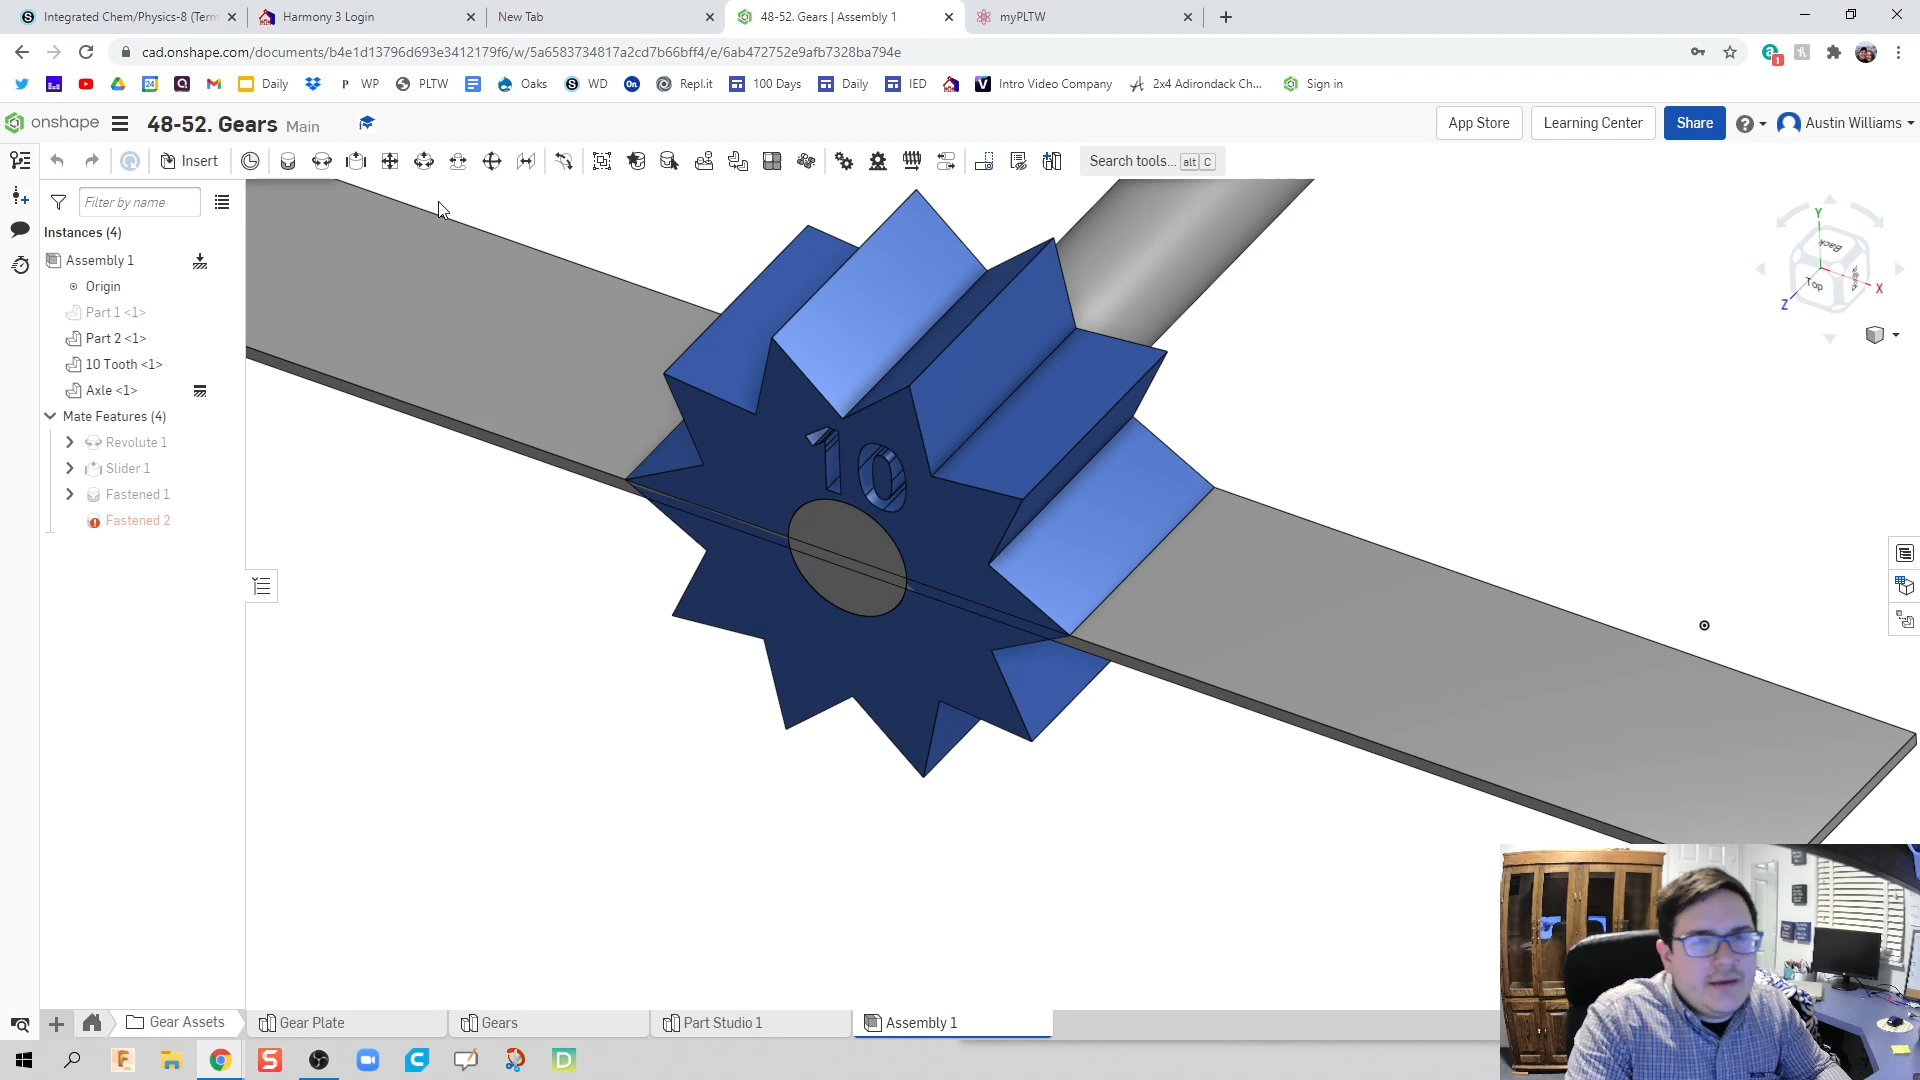 Integrated Chem/Physics-8 (Term
Harmony 3 Login
New Tab
48-52. Gears | Assembly 1
myPLTW
cad.onshape.com/documents/b4e1d13796d693e3412179f6/w/5a6583734817a2cd7b66bff4/e/6ab472752e9afb7328ba794e
Daily
P WP
PLTW
Oaks
WD
Repl.it
100 Days
Daily
IED
Intro Video Company
2x4 Adirondack Ch...
Sign in
onshape
48-52. Gears Main
App Store
Learning Center
Share
Austin Williams
Insert
Search tools... alt C
Filter by name
Instances (4)
Assembly 1
Origin
Part 1 <1>
Part 2 <1>
10 Tooth <1>
Axle <1>
Mate Features (4)
Revolute 1
Slider 1
Fastened 1
Fastened 2
10
Y
Back
Top
X
Z
Gear Assets
Gear Plate
Gears
Part Studio 1
Assembly 1